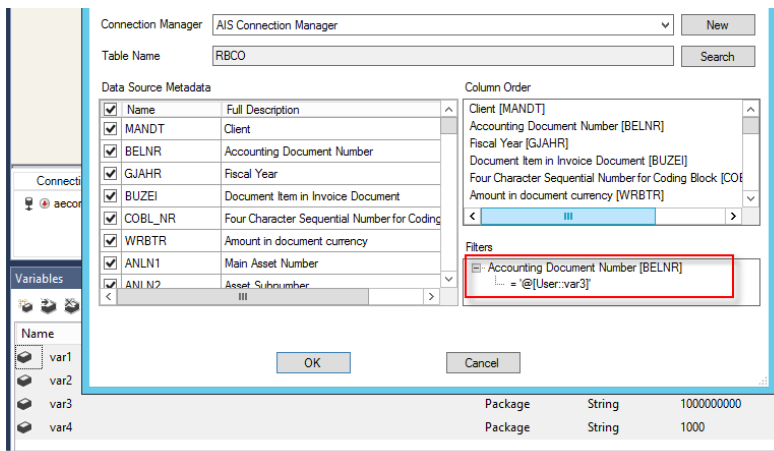 Connection Manager AIS Connection Manager New
Table Name RBCO Search
Data Source Metadata
Name Full Description
MANDT Client
BELNR Accounting Document Number
GJAHR Fiscal Year
BUZEI Document Item in Invoice Document
COBL_NR Four Character Sequential Number for Coding
WRBTR Amount in document currency
ANLN1 Main Asset Number
ANLN2 Asset Subnumber
Column Order
Client [MANDT]
Accounting Document Number [BELNR]
Fiscal Year [GJAHR]
Document Item in Invoice Document [BUZEI]
Four Character Sequential Number for Coding Block [COB
Amount in document currency [WRBTR]
Filters
Accounting Document Number [BELNR]
= '@[User::var3]'
OK Cancel
Connecti
aecor
Variables
Name
var1
var2
var3 Package String 1000000000
var4 Package String 1000